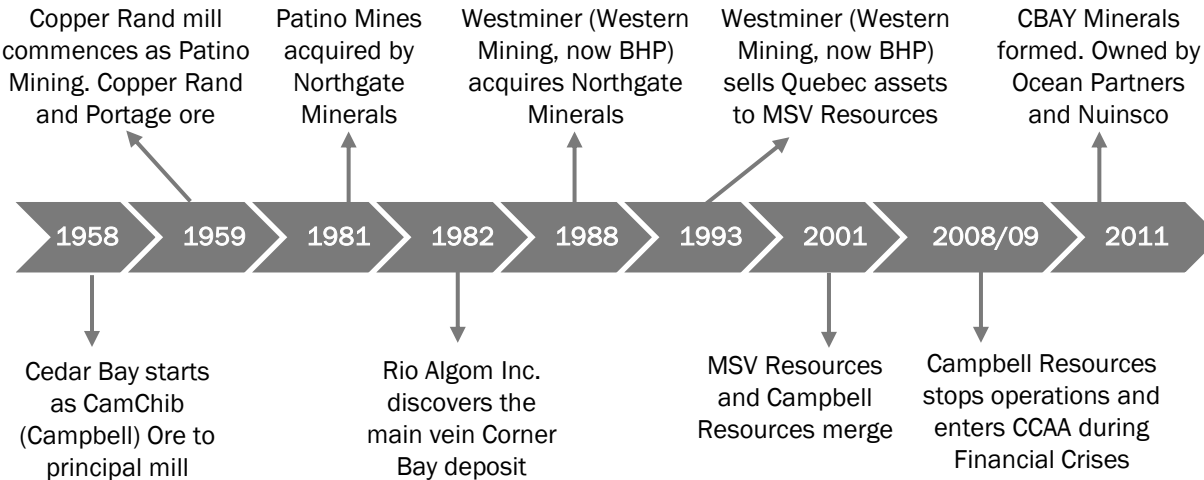 Copper Rand mill
commences as Patino
Mining. Copper Rand
and Portage ore
Patino Mines
acquired by
Northgate
Minerals
Westminer (Western
Mining, now BHP)
acquires Northgate
Minerals
Westminer (Western
Mining, now BHP)
sells Quebec assets
to MSV Resources
CBAY Minerals
formed. Owned by
Ocean Partners
and Nuinsco
1958
1959
1981
1982
1988
1993
2001
2008/09
2011
Cedar Bay starts
as CamChib
(Campbell) Ore to
principal mill
Rio Algom Inc.
discovers the
main vein Corner
Bay deposit
MSV Resources
and Campbell
Resources merge
Campbell Resources
stops operations and
enters CCAA during
Financial Crises